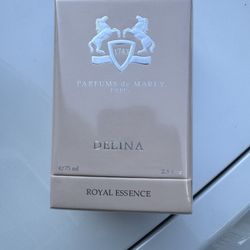 1743
PARFUMS de MARLY
PARIS
DELINA
e 75 ml
ROYAL ESSENCE